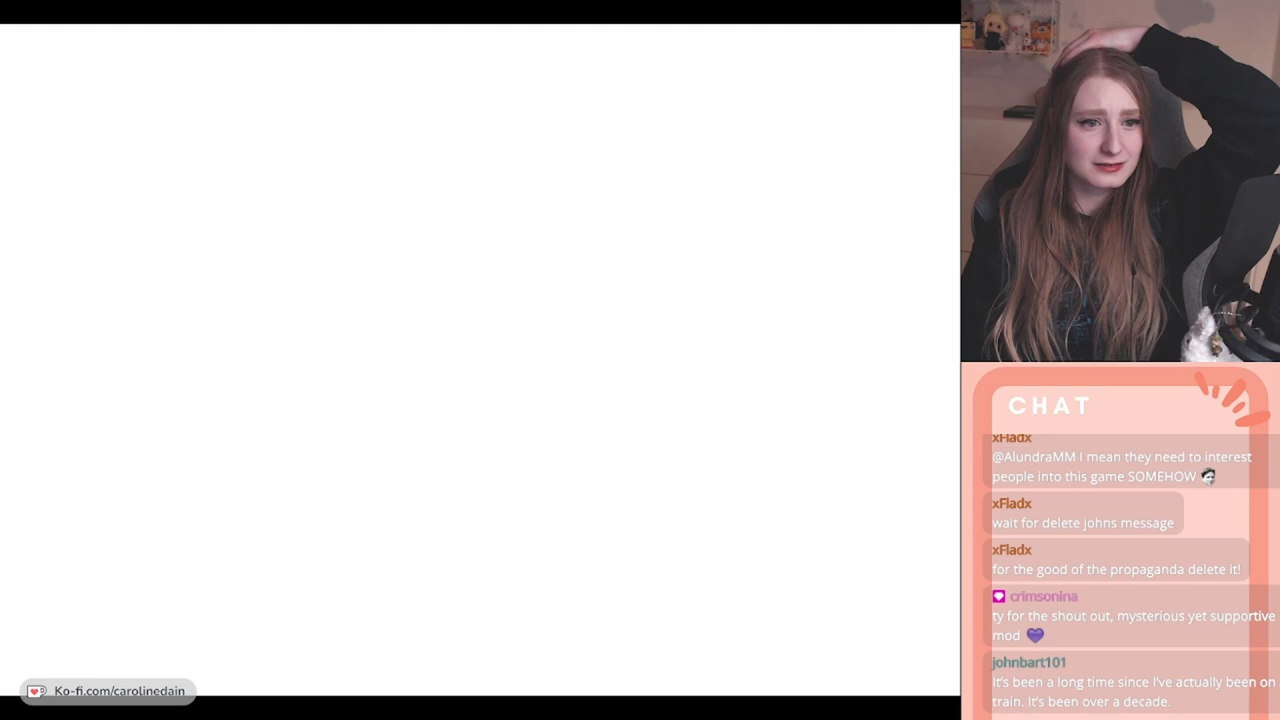 CHAT
xFladx
@AlundraMM I mean they need to interest
people into this game SOMEHOW
xFladx
wait for delete johns message
xFladx
for the good of the propaganda delete it!
crimsonina
ty for the shout out, mysterious yet supportive
mod 💜
johnbart101
It's been a long time since I've actually been on
train. It's been over a decade.
Ko-fi.com/carolinedain